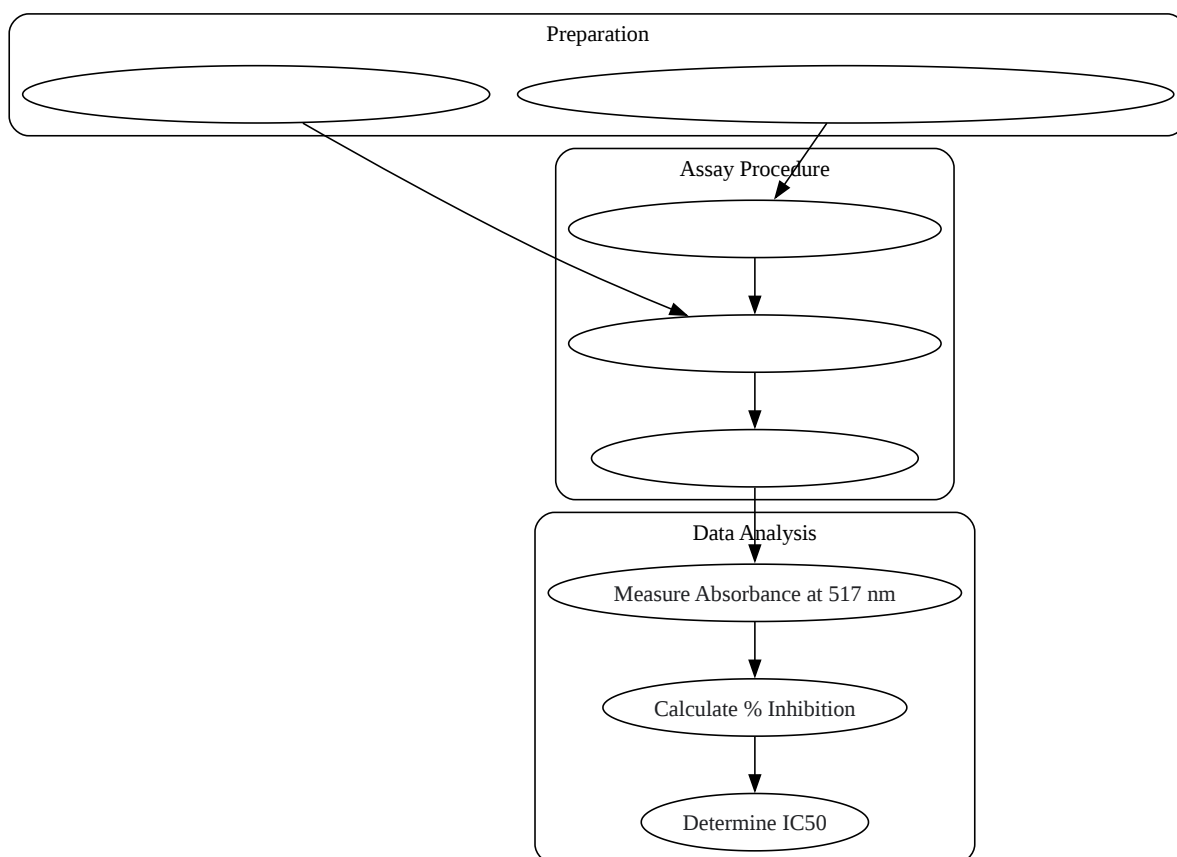 Preparation
Assay Procedure
Data Analysis
Measure Absorbance at 517 nm
Calculate % Inhibition
Determine IC50